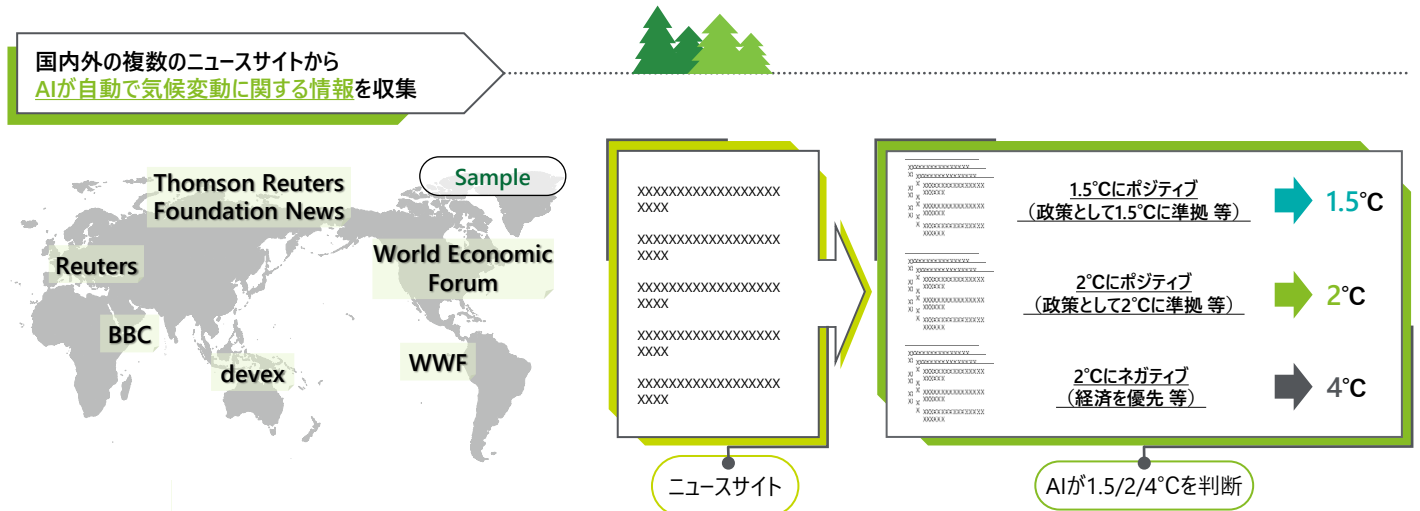 国内外の複数のニュースサイトから
AIが自動で気候変動に関する情報を収集
Sample
Thomson Reuters
Foundation News
Reuters
World Economic
Forum
BBC
devex
WWF
XXXXXXXXXXXXXXXXXX
XXXX
XXXXXXXXXXXXXXXXXX
XXXX
XXXXXXXXXXXXXXXXXX
XXXX
XXXXXXXXXXXXXXXXXX
XXXX
XXXXXXXXXXXXXXXXXX
XXXX
ニュースサイト
1.5°Cにポジティブ
（政策として1.5°Cに準拠 等）
1.5°C
2°Cにポジティブ
（政策として2°Cに準拠 等）
2°C
2°Cにネガティブ
（経済を優先 等）
4°C
AIが1.5/2/4°Cを判断